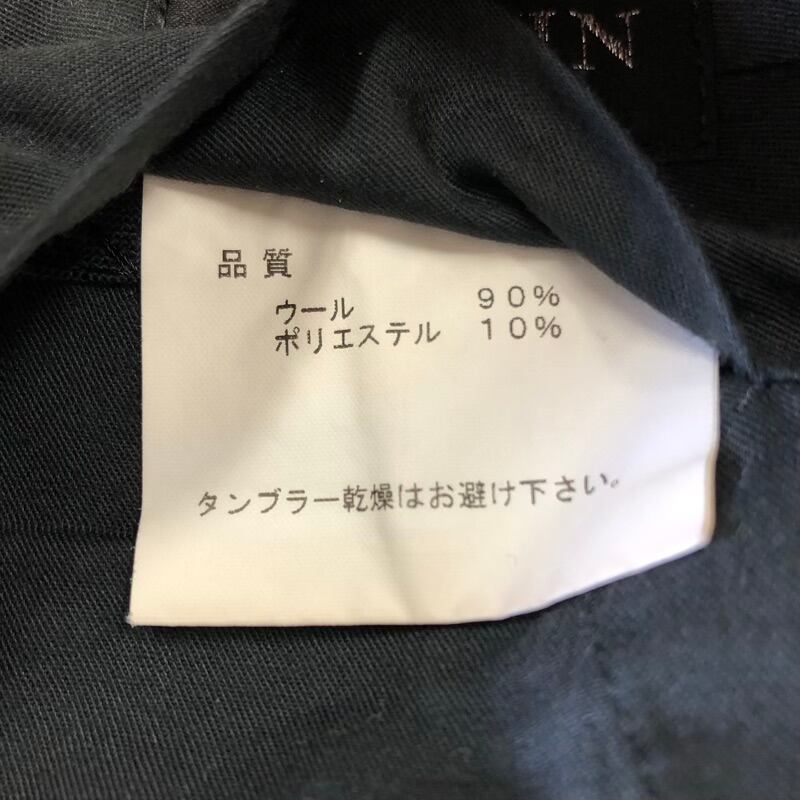 品質
ウール 90%
ポリエステル 10%
タンブラー乾燥はお避け下さい。